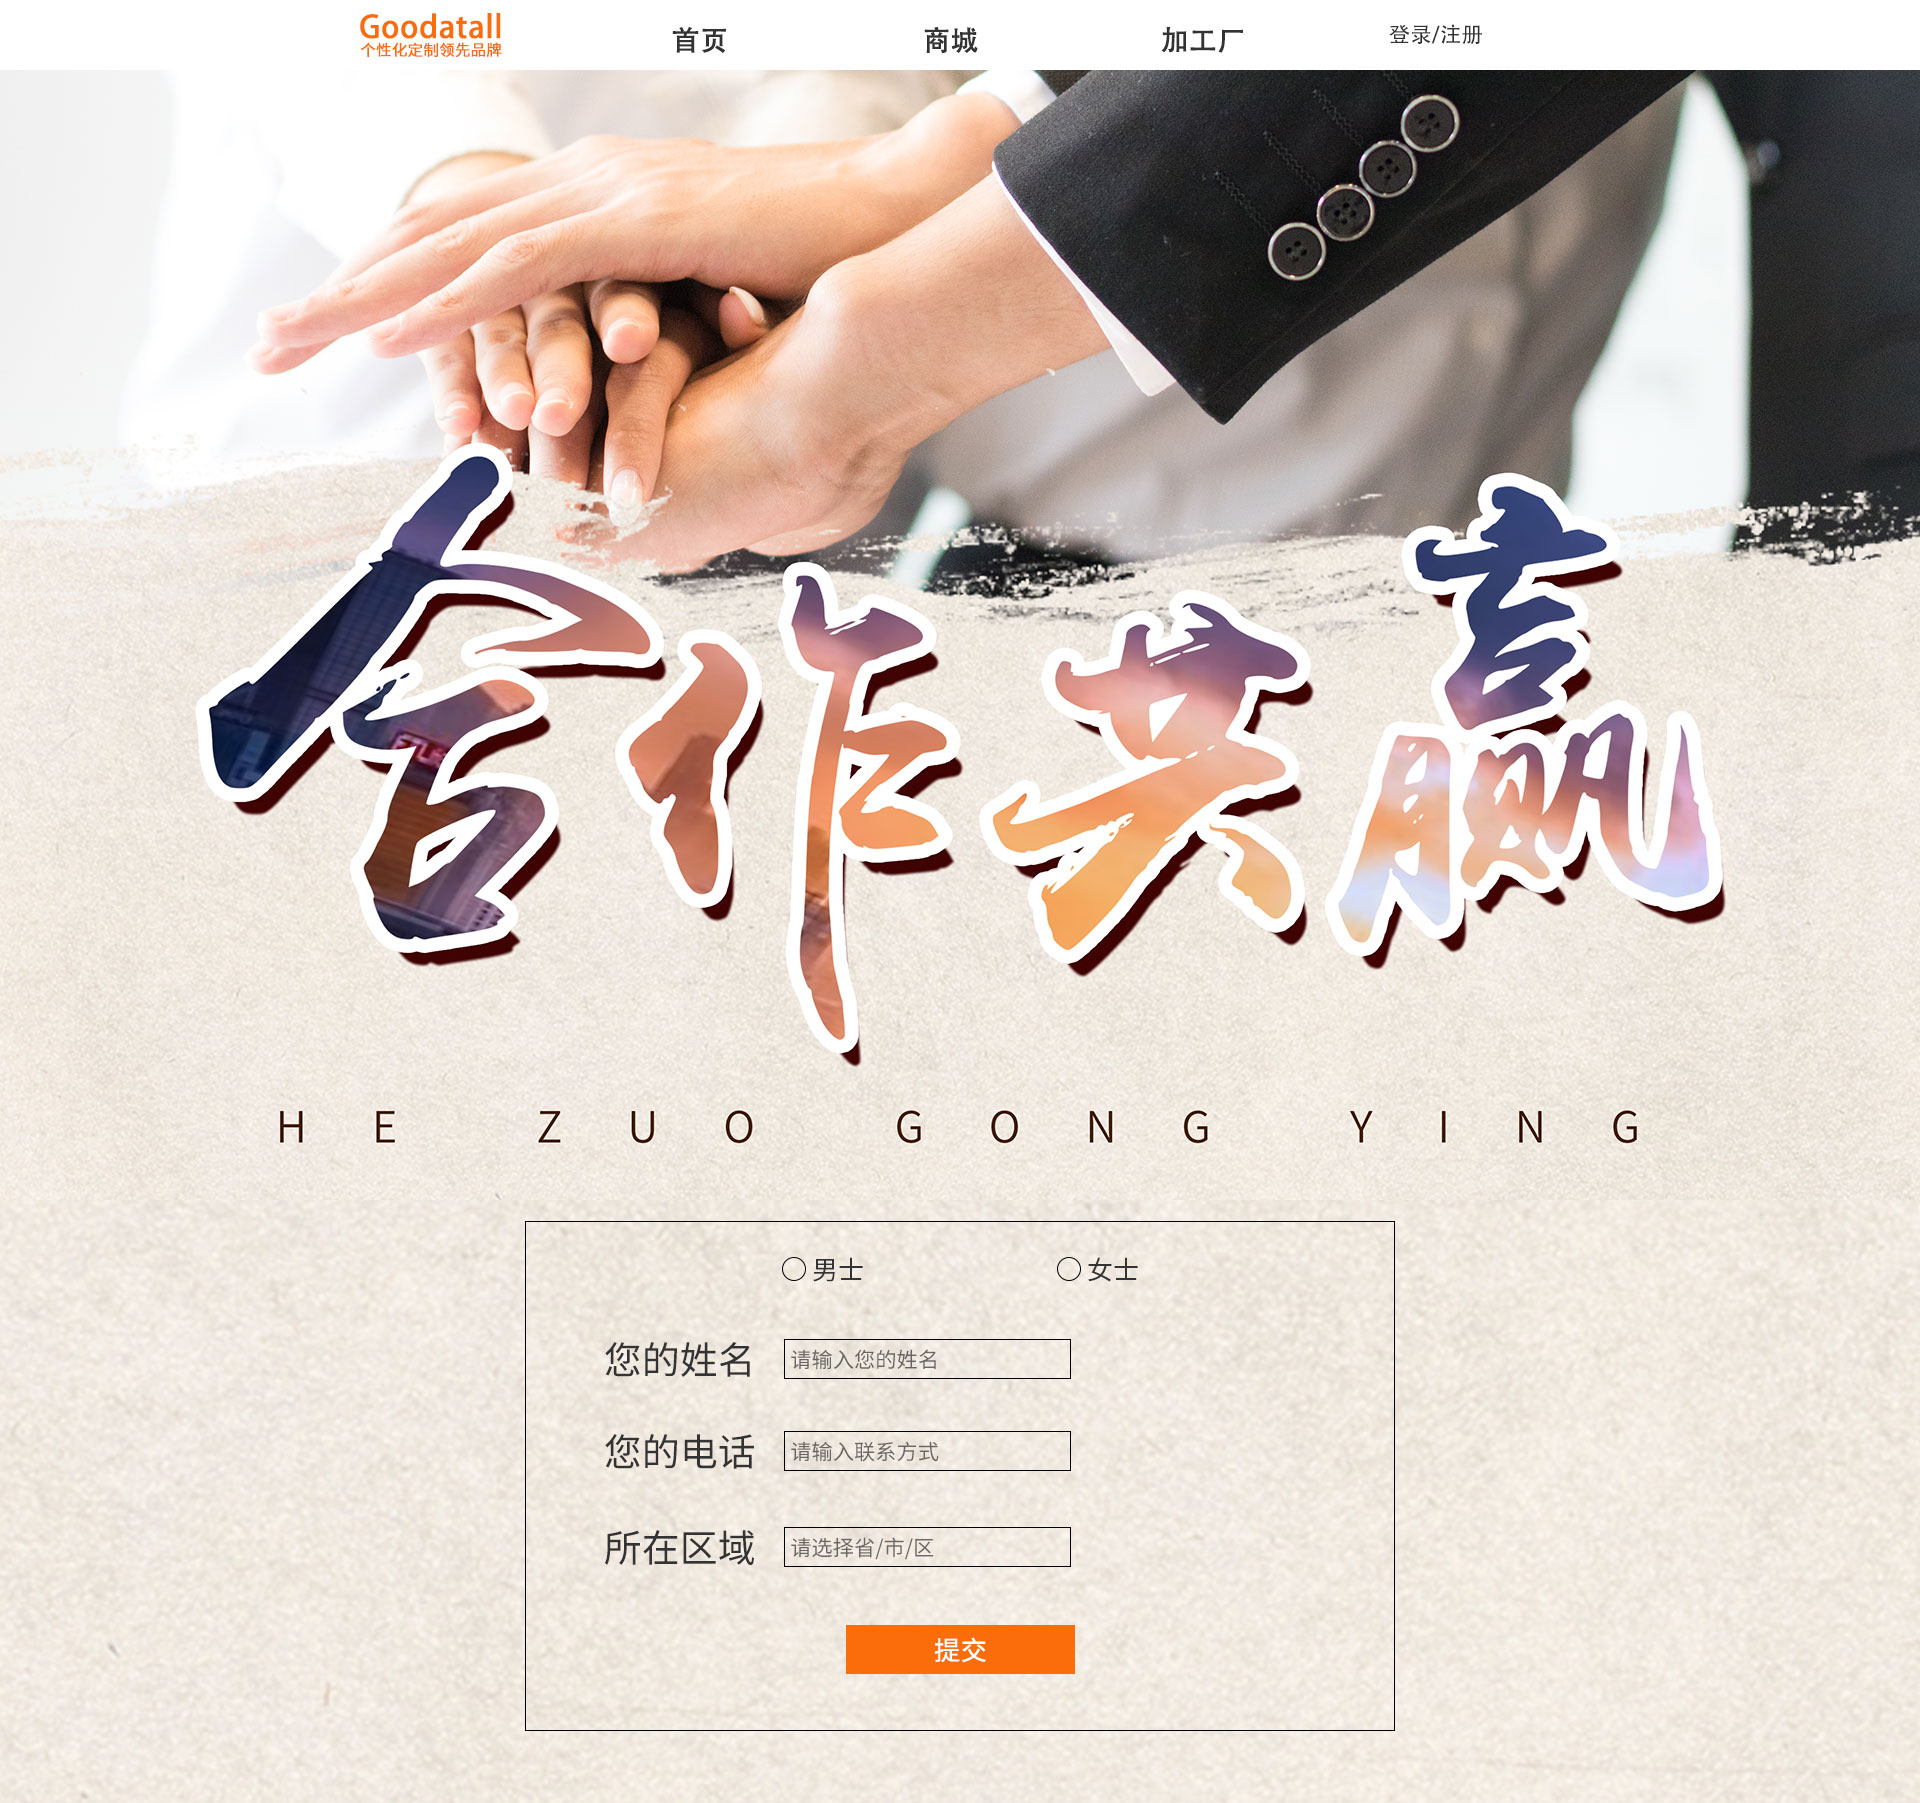 Goodatall
个性化定制领先品牌
首页
商城
加工厂
登录/注册
合作共赢
HE ZUO GONG YING
男士
女士
您的姓名
请输入您的姓名
您的电话
请输入联系方式
所在区域
请选择省/市/区
提交